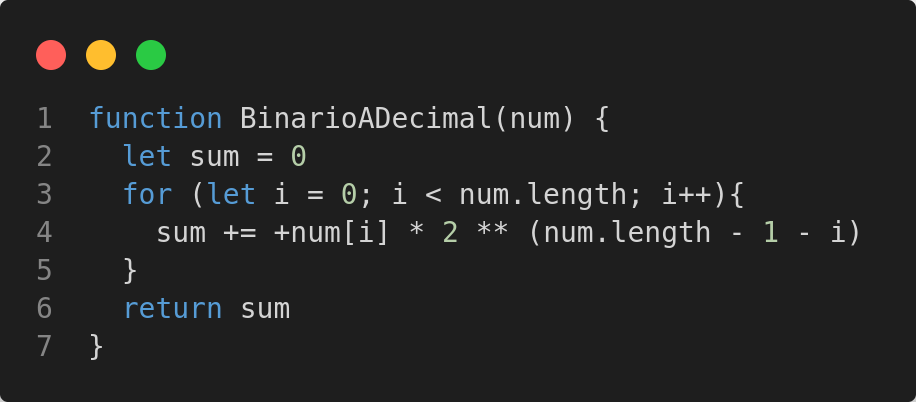 1 function BinarioADecimal(num) {
2   let sum = 0
3   for (let i = 0; i < num.length; i++){
4     sum += +num[i] * 2 ** (num.length - 1 - i)
5   }
6   return sum
7 }